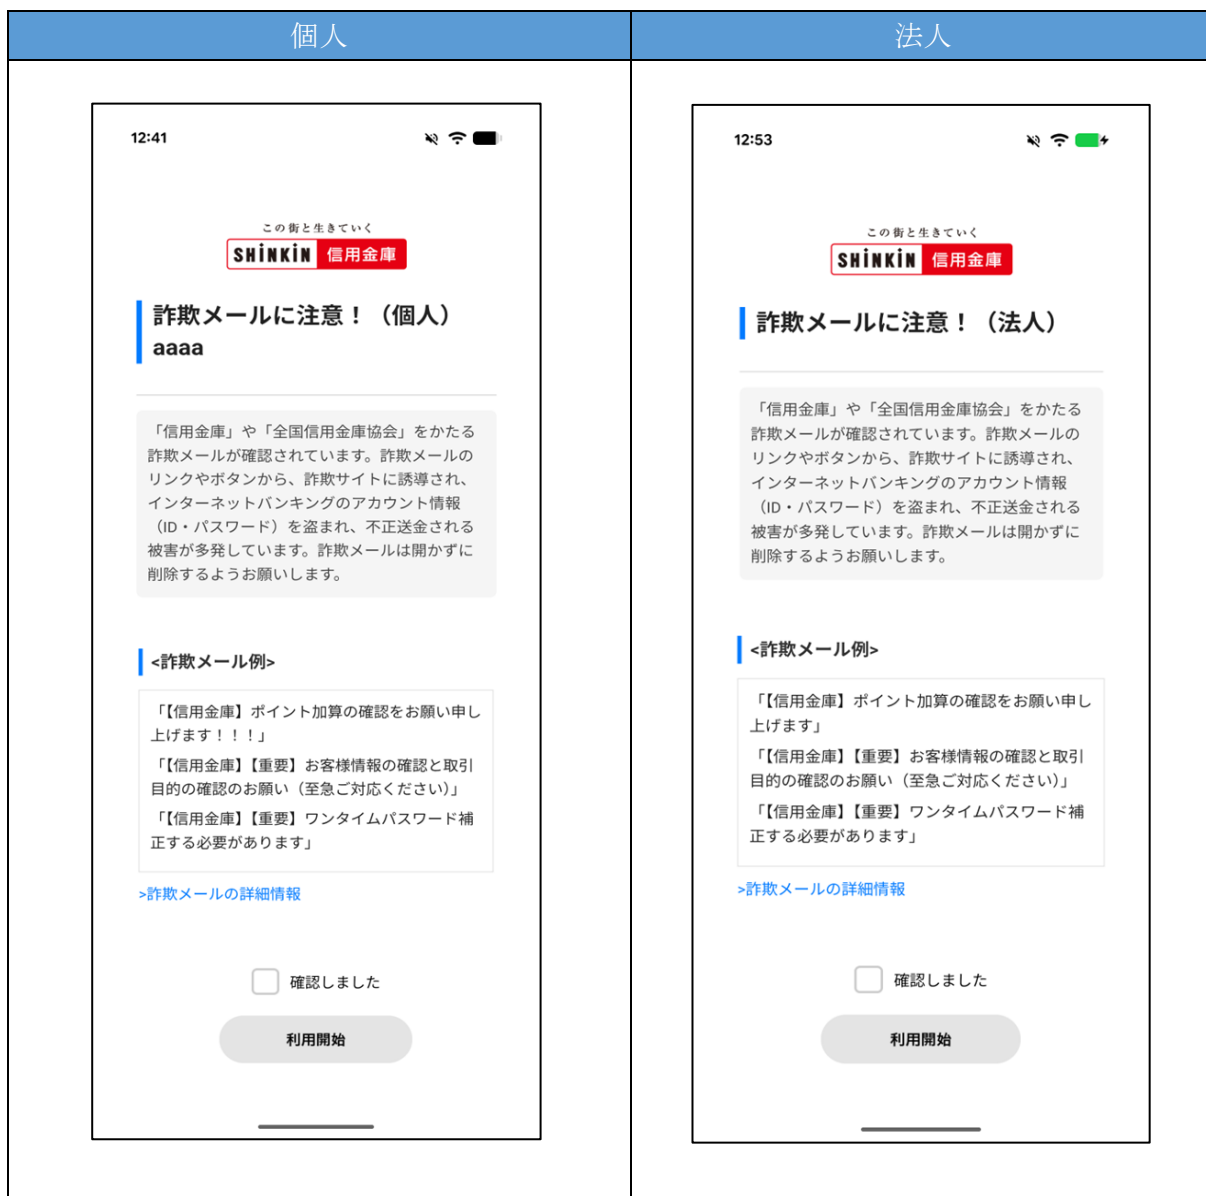 個人
法人
12:41
この街と生きていく
SHINKIN 信用金庫
詐欺メールに注意！（個人）
aaaa
「信用金庫」や「全国信用金庫協会」をかたる
詐欺メールが確認されています。詐欺メールの
リンクやボタンから、詐欺サイトに誘導され、
インターネットバンキングのアカウント情報
（ID・パスワード）を盗まれ、不正送金される
被害が多発しています。詐欺メールは開かずに
削除するようお願いします。
<詐欺メール例>
「【信用金庫】ポイント加算の確認をお願い申し
上げます！！！」
「【信用金庫】【重要】お客様情報の確認と取引
目的の確認のお願い（至急ご対応ください）」
「【信用金庫】【重要】ワンタイムパスワード補
正する必要があります」
>詐欺メールの詳細情報
確認しました
利用開始
12:53
この街と生きていく
SHINKIN 信用金庫
詐欺メールに注意！（法人）
「信用金庫」や「全国信用金庫協会」をかたる
詐欺メールが確認されています。詐欺メールの
リンクやボタンから、詐欺サイトに誘導され、
インターネットバンキングのアカウント情報
（ID・パスワード）を盗まれ、不正送金される
被害が多発しています。詐欺メールは開かずに
削除するようお願いします。
<詐欺メール例>
「【信用金庫】ポイント加算の確認をお願い申し
上げます」
「【信用金庫】【重要】お客様情報の確認と取引
目的の確認のお願い（至急ご対応ください）」
「【信用金庫】【重要】ワンタイムパスワード補
正する必要があります」
>詐欺メールの詳細情報
確認しました
利用開始